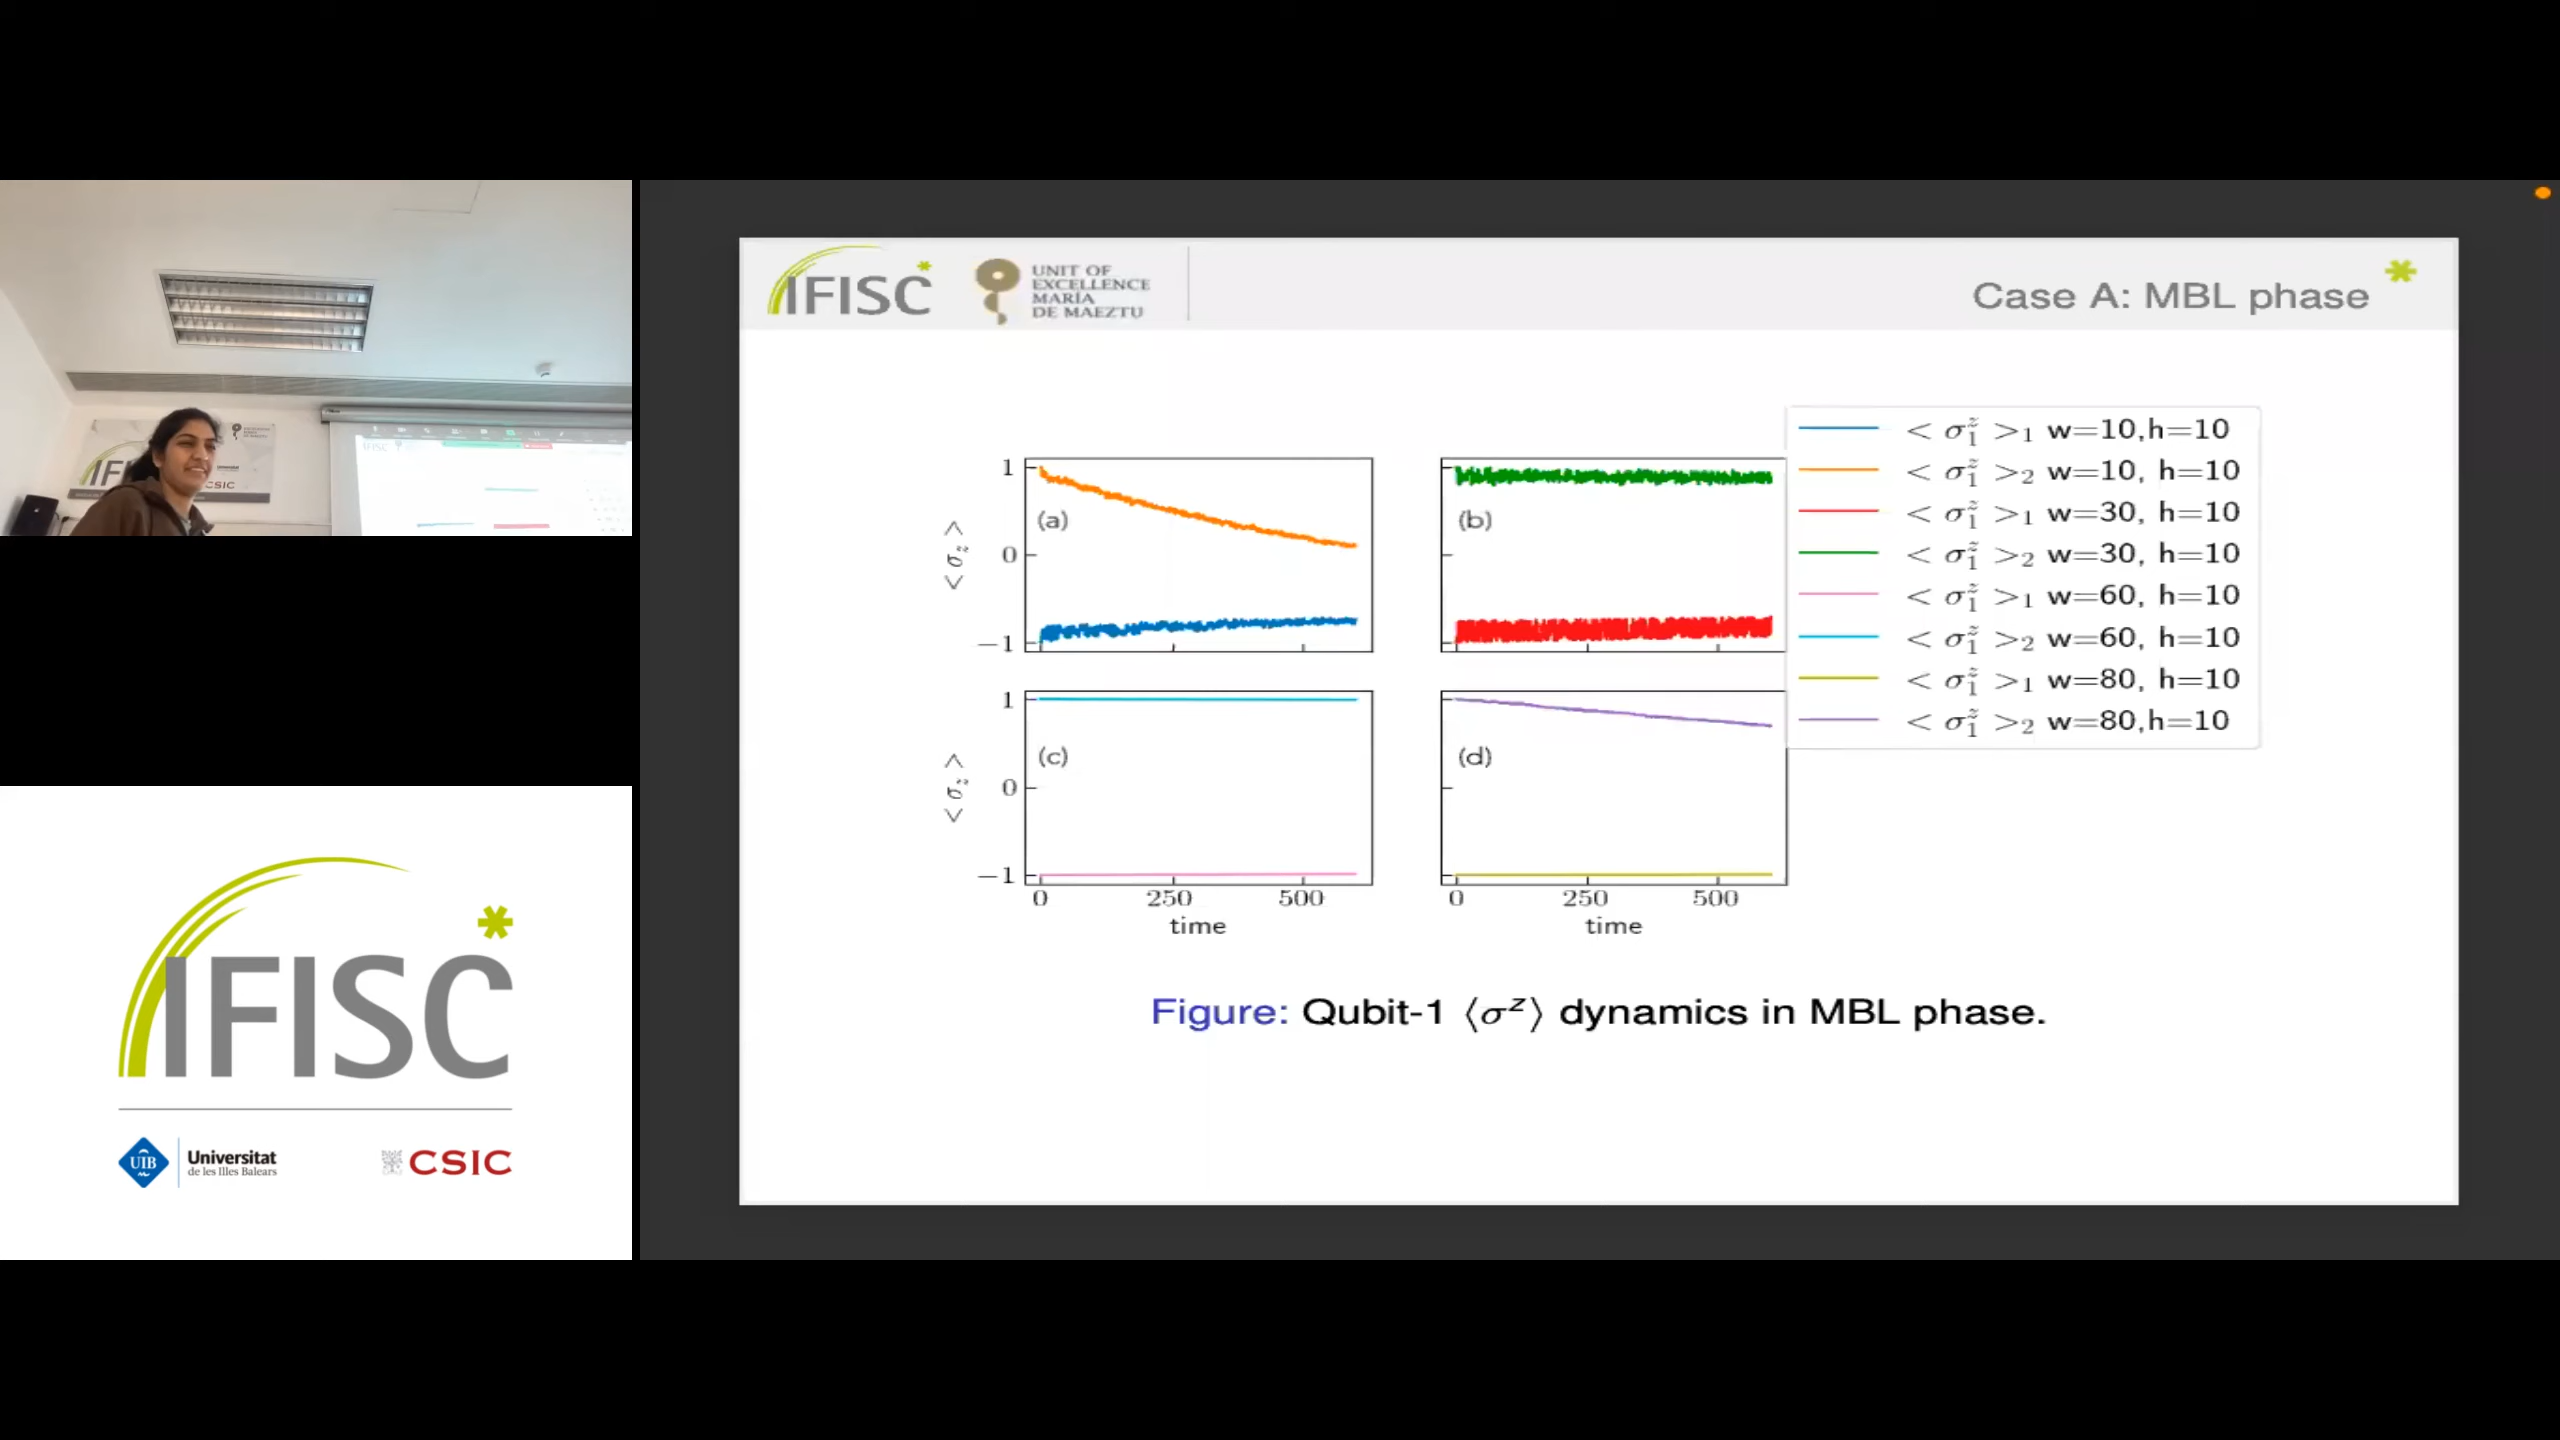 IFISC
UNIT OF
EXCELLENCE
MARÍA
DE MAEZTU
Case A: MBL phase
< σ₁ᶻ >₁ w=10,h=10
< σ₁ᶻ >₂ w=10, h=10
< σ₁ᶻ >₁ w=30, h=10
< σ₁ᶻ >₂ w=30, h=10
< σ₁ᶻ >₁ w=60, h=10
< σ₁ᶻ >₂ w=60, h=10
< σ₁ᶻ >₁ w=80, h=10
< σ₁ᶻ >₂ w=80,h=10
< σz >
1
0
−1
(a)
(b)
< σz >
1
0
−1
(c)
(d)
0 250 500
time
0 250 500
time
Figure: Qubit-1 ⟨σᶻ⟩ dynamics in MBL phase.
CSIC
IFISC
UIB
Universitat
de les Illes Balears
CSIC